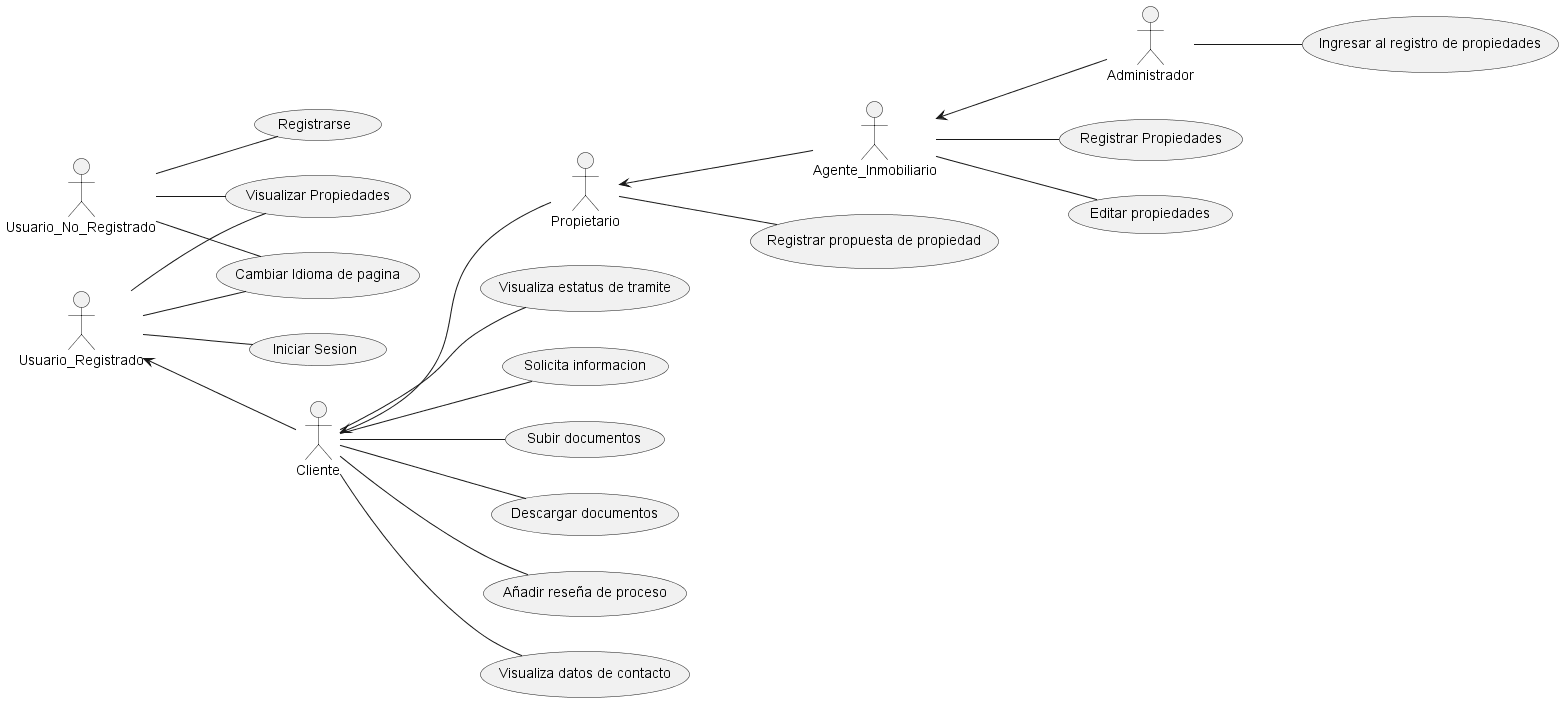 Administrador
Ingresar al registro de propiedades
Registrarse
Agente_Inmobiliario
Registrar Propiedades
Usuario_No_Registrado
Visualizar Propiedades
Propietario
Editar propiedades
Registrar propuesta de propiedad
Cambiar Idioma de pagina
Visualiza estatus de tramite
Usuario_Registrado
Iniciar Sesion
Solicita informacion
Cliente
Subir documentos
Descargar documentos
Añadir reseña de proceso
Visualiza datos de contacto